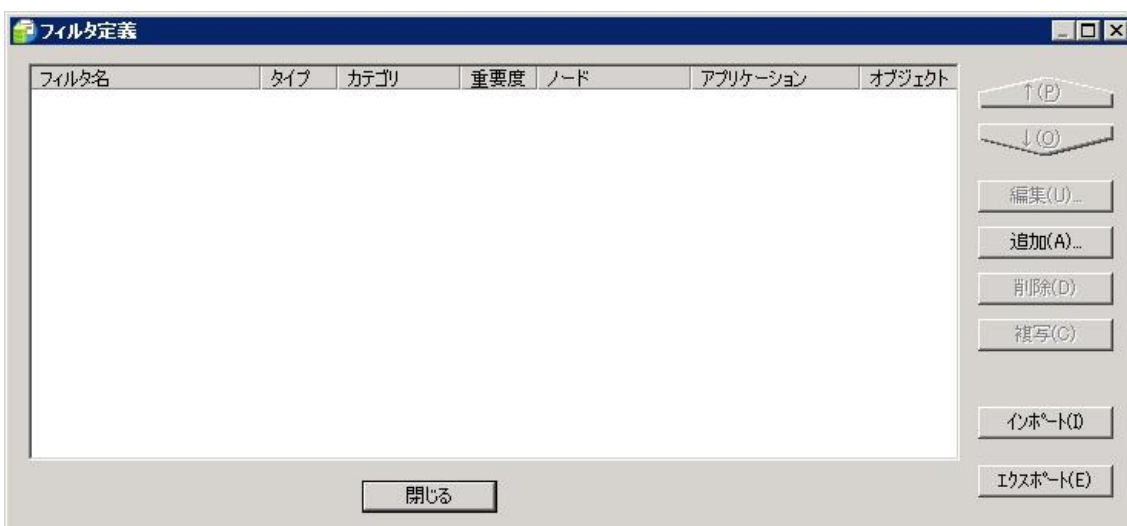 フィルタ定義
フィルタ名 タイプ カテゴリ 重要度 ノード アプリケーション オブジェクト
↑(P)
↓(O)
編集(U)...
追加(A)...
削除(D)
複写(C)
インポート(I)
エクスポート(E)
閉じる